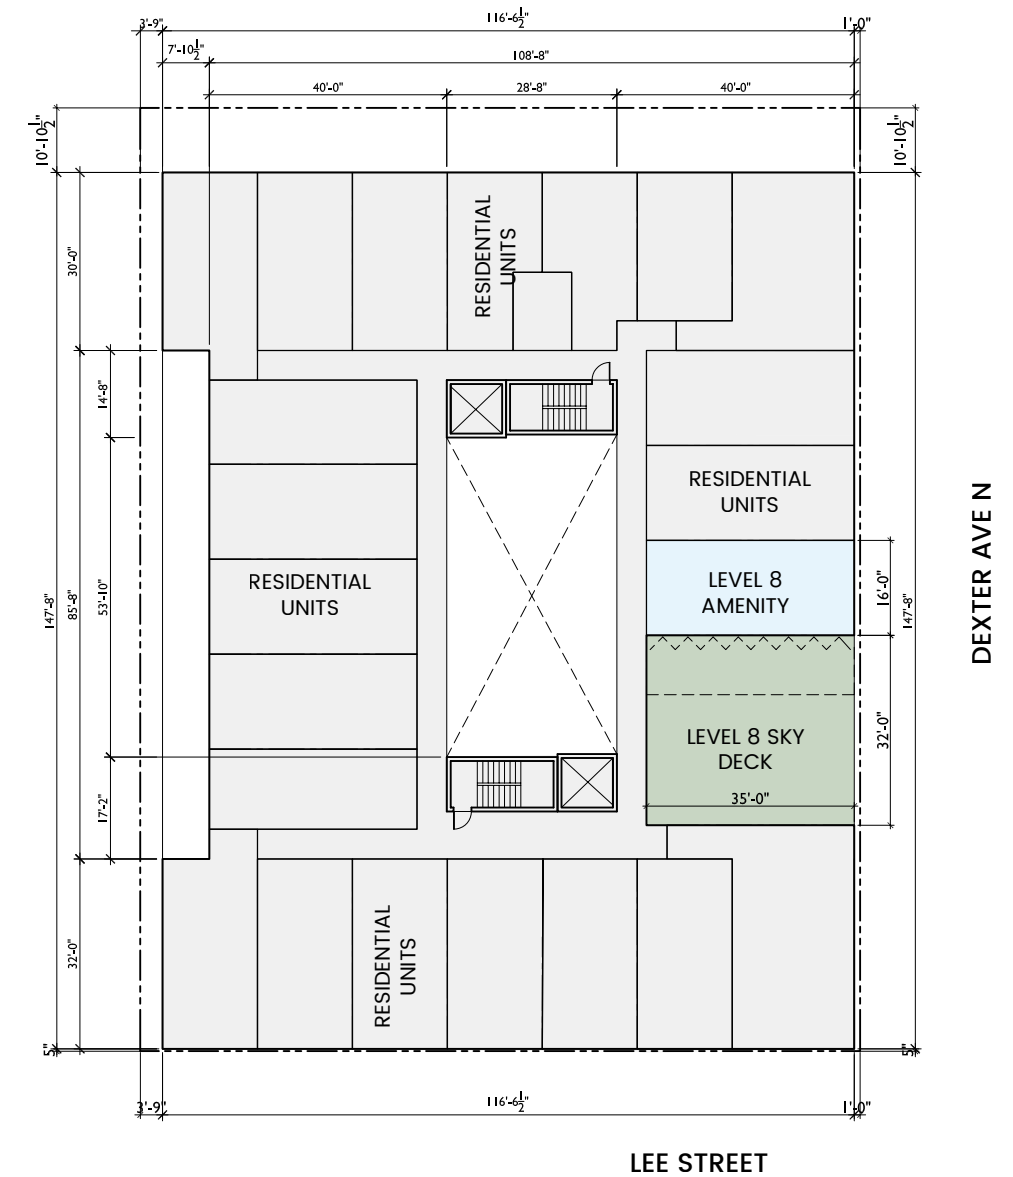 116'-6½"
3'-9"
1'-0"
7'-10½"
108'-8"
40'-0"
28'-8"
40'-0"
10'-10½"
10'-10½"
RESIDENTIAL
UNITS
30'-0"
14'-8"
RESIDENTIAL
UNITS
DEXTER AVE N
LEVEL 8
AMENITY
16'-0"
RESIDENTIAL
UNITS
147'-8"
85'-8"
53'-10"
147'-8"
LEVEL 8 SKY
DECK
32'-0"
35'-0"
17'-2"
RESIDENTIAL
UNITS
32'-0"
5"
5"
3'-9"
116'-6½"
1'-0"
LEE STREET